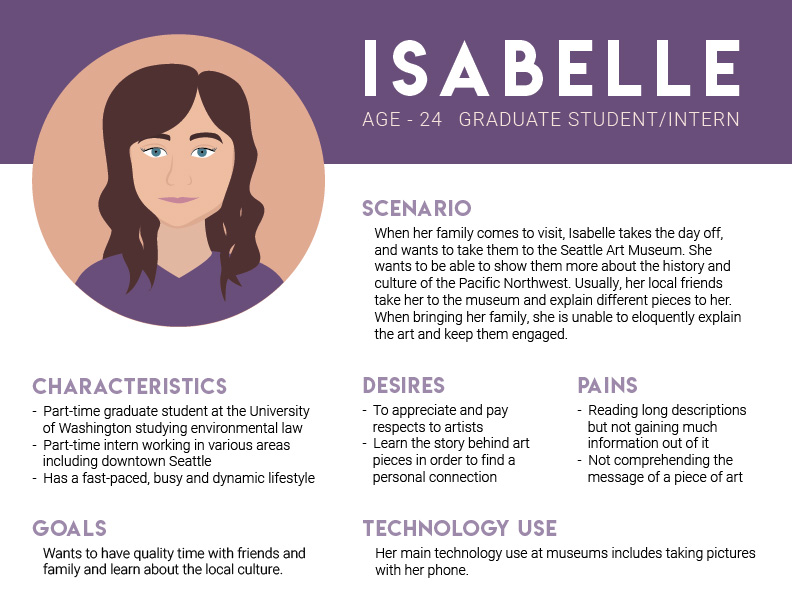 ISABELLE
AGE - 24 GRADUATE STUDENT/INTERN
SCENARIO
When her family comes to visit, Isabelle takes the day off,
and wants to take them to the Seattle Art Museum. She
wants to be able to show them more about the history and
culture of the Pacific Northwest. Usually, her local friends
take her to the museum and explain different pieces to her.
When bringing her family, she is unable to eloquently explain
the art and keep them engaged.
CHARACTERISTICS
- Part-time graduate student at the University
of Washington studying environmental law
- Part-time intern working in various areas
including downtown Seattle
- Has a fast-paced, busy and dynamic lifestyle
DESIRES
- To appreciate and pay
respects to artists
- Learn the story behind art
pieces in order to find a
personal connection
PAINS
- Reading long descriptions
but not gaining much
information out of it
- Not comprehending the
message of a piece of art
GOALS
Wants to have quality time with friends and
family and learn about the local culture.
TECHNOLOGY USE
Her main technology use at museums includes taking pictures
with her phone.